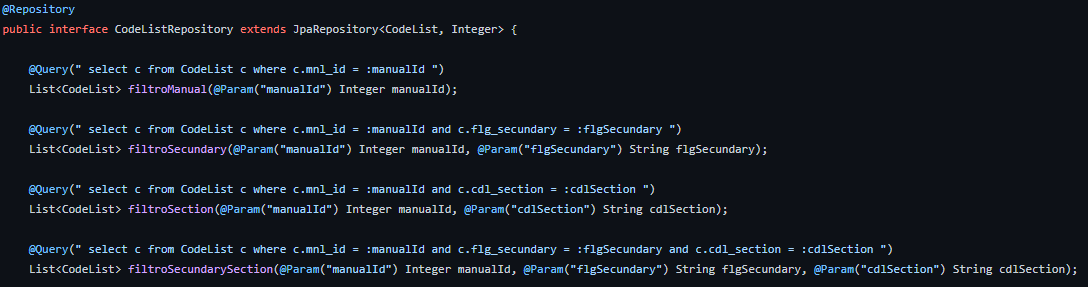 @Repository
public interface CodeListRepository extends JpaRepository<CodeList, Integer> {
@Query(" select c from CodeList c where c.mnl_id = :manualId ")
List<CodeList> filtroManual(@Param("manualId") Integer manualId);
@Query(" select c from CodeList c where c.mnl_id = :manualId and c.flg_secundary = :flgSecundary ")
List<CodeList> filtroSecundary(@Param("manualId") Integer manualId, @Param("flgSecundary") String flgSecundary);
@Query(" select c from CodeList c where c.mnl_id = :manualId and c.cdl_section = :cdlSection ")
List<CodeList> filtroSection(@Param("manualId") Integer manualId, @Param("cdlSection") String cdlSection);
@Query(" select c from CodeList c where c.mnl_id = :manualId and c.flg_secundary = :flgSecundary and c.cdl_section = :cdlSection ")
List<CodeList> filtroSecundarySection(@Param("manualId") Integer manualId, @Param("flgSecundary") String flgSecundary, @Param("cdlSection") String cdlSection);